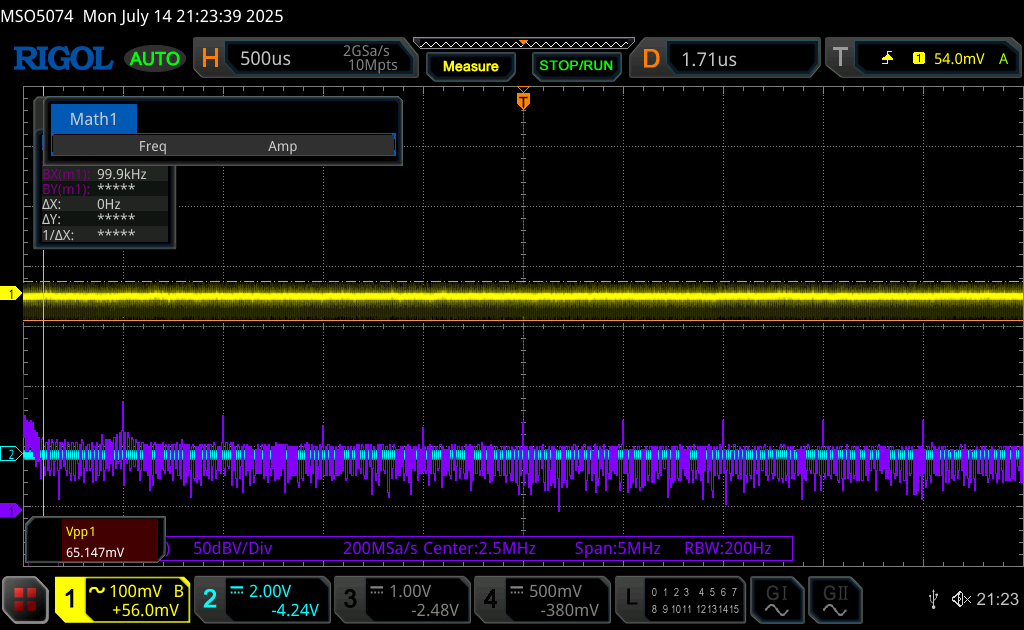 MSO5074 Mon July 14 21:23:39 2025
RIGOL AUTO H 500us 2GSa/s 10Mpts Measure STOP/RUN D 1.71us T 1 54.0mV A
T
Math1
Freq Amp
BX(m1): 99.9kHz
BY(m1): *****
ΔX: 0Hz
ΔY: *****
1/ΔX: *****
1
2
1
Vpp1
65.147mV
) 50dBV/Div 200MSa/s Center:2.5MHz Span:5MHz RBW:200Hz
1 100mV B +56.0mV
2 2.00V -4.24V
3 1.00V -2.48V
4 500mV -380mV
L 0 1 2 3 4 5 6 7
8 9 10 11 12 13 14 15
GI GII
21:23